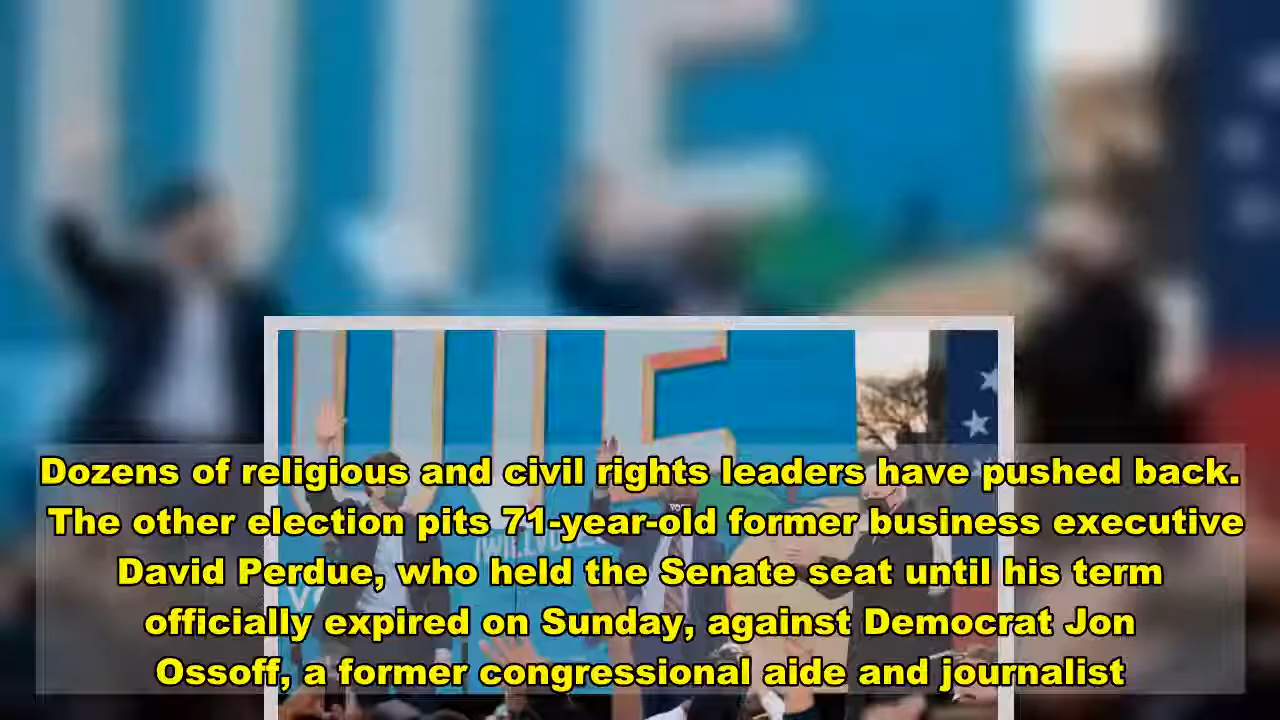 Dozens of religious and civil rights leaders have pushed back.
The other election pits 71-year-old former business executive
David Perdue, who held the Senate seat until his term
officially expired on Sunday, against Democrat Jon
Ossoff, a former congressional aide and journalist